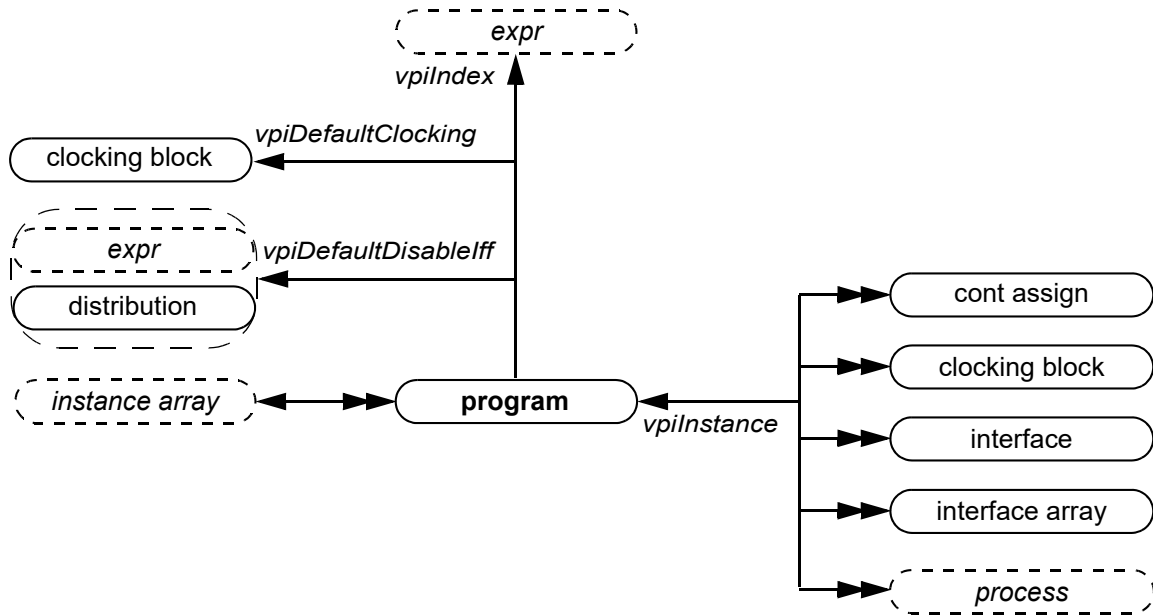 expr
vpiIndex
vpiDefaultClocking
clocking block
expr
vpiDefaultDisableIff
distribution
cont assign
clocking block
instance array
program
vpiInstance
interface
interface array
process